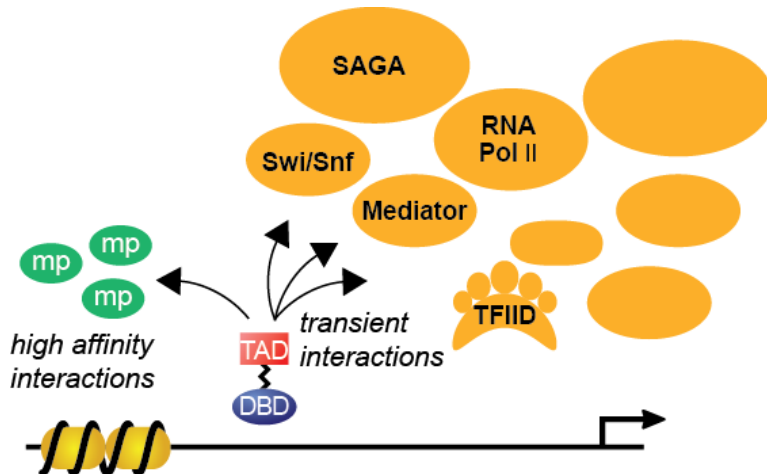 SAGA
RNA
Pol II
Swi/Snf
Mediator
mp
mp
mp
TFIID
high affinity
interactions
transient
interactions
TAD
DBD